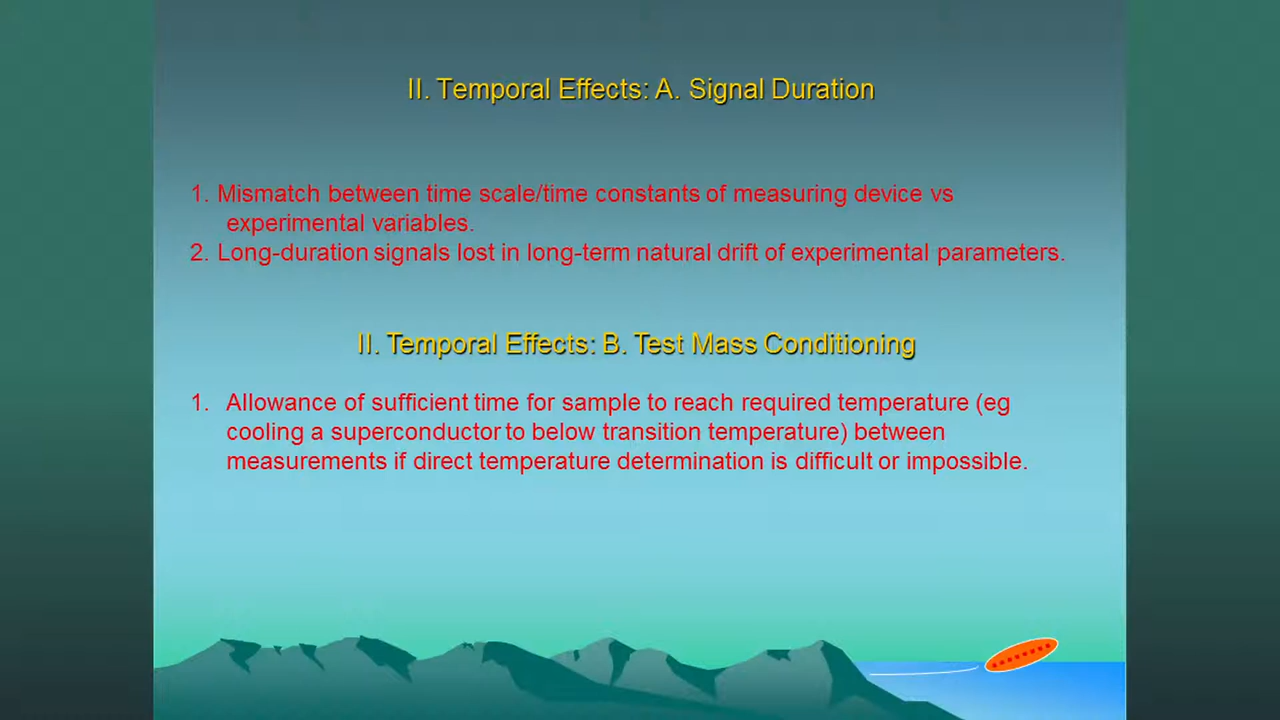 II. Temporal Effects: A. Signal Duration
1. Mismatch between time scale/time constants of measuring device vs
experimental variables.
2. Long-duration signals lost in long-term natural drift of experimental parameters.
II. Temporal Effects: B. Test Mass Conditioning
1. Allowance of sufficient time for sample to reach required temperature (eg
cooling a superconductor to below transition temperature) between
measurements if direct temperature determination is difficult or impossible.